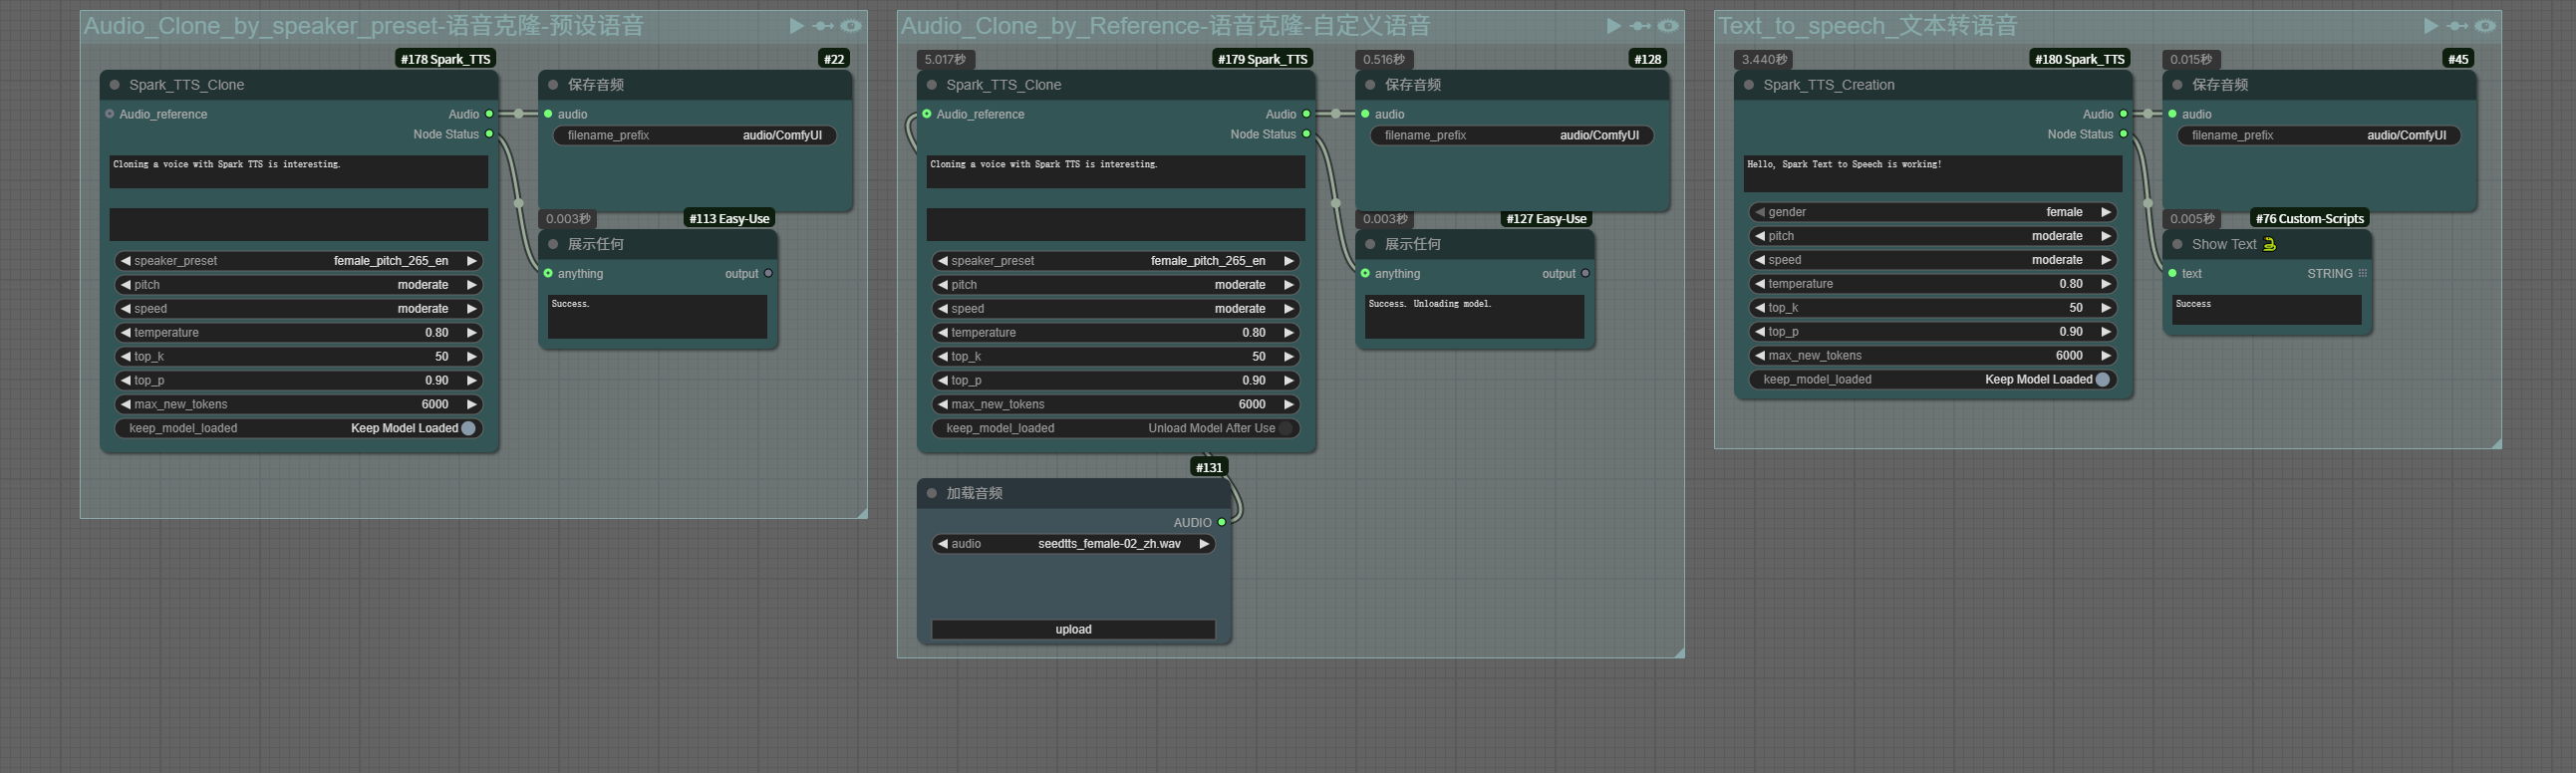 Audio_Clone_by_speaker_preset-语音克隆-预设语音
#178 Spark_TTS
Spark_TTS_Clone
Audio_reference
Audio
Node Status
Cloning a voice with Spark TTS is interesting.
speaker_preset female_pitch_265_en
pitch moderate
speed moderate
temperature 0.80
top_k 50
top_p 0.90
max_new_tokens 6000
keep_model_loaded Keep Model Loaded
#22
保存音频
audio
filename_prefix audio/ComfyUI
0.003秒
#113 Easy-Use
展示任何
anything output
Success.
Audio_Clone_by_Reference-语音克隆-自定义语音
5.017秒
#179 Spark_TTS
Spark_TTS_Clone
Audio_reference
Audio
Node Status
Cloning a voice with Spark TTS is interesting.
speaker_preset female_pitch_265_en
pitch moderate
speed moderate
temperature 0.80
top_k 50
top_p 0.90
max_new_tokens 6000
keep_model_loaded Unload Model After Use
0.516秒
#128
保存音频
audio
filename_prefix audio/ComfyUI
0.003秒
#127 Easy-Use
展示任何
anything output
Success. Unloading model.
#131
加载音频
AUDIO
audio seedtts_female-02_zh.wav
upload
Text_to_speech_文本转语音
3.440秒
#180 Spark_TTS
Spark_TTS_Creation
Audio
Node Status
Hello, Spark Text to Speech is working!
gender female
pitch moderate
speed moderate
temperature 0.80
top_k 50
top_p 0.90
max_new_tokens 6000
keep_model_loaded Keep Model Loaded
0.015秒
#45
保存音频
audio
filename_prefix audio/ComfyUI
0.005秒
#76 Custom-Scripts
Show Text 🐍
text STRING
Success